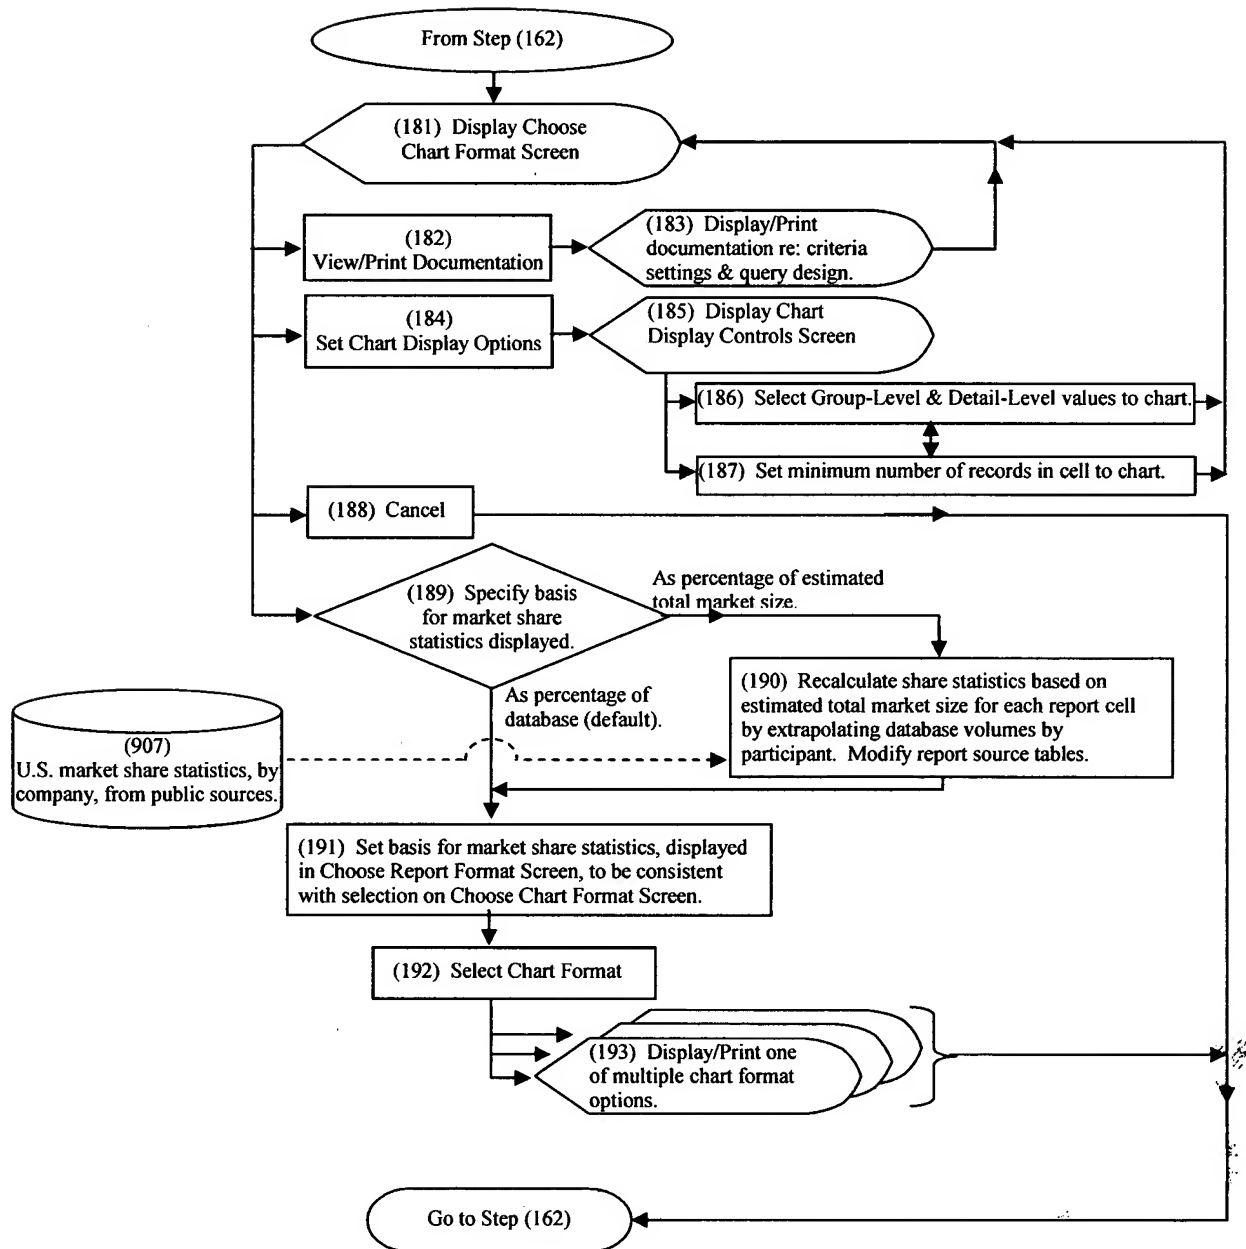 From Step (162)
(181) Display Choose
Chart Format Screen
(182)
View/Print Documentation
(183) Display/Print
documentation re: criteria
settings & query design.
(184)
Set Chart Display Options
(185) Display Chart
Display Controls Screen
(186) Select Group-Level & Detail-Level values to chart.
(187) Set minimum number of records in cell to chart.
(188) Cancel
(189) Specify basis
for market share
statistics displayed.
As percentage of estimated
total market size.
As percentage of
database (default).
(190) Recalculate share statistics based on
estimated total market size for each report cell
by extrapolating database volumes by
participant. Modify report source tables.
(907)
U.S. market share statistics, by
company, from public sources.
(191) Set basis for market share statistics, displayed
in Choose Report Format Screen, to be consistent
with selection on Choose Chart Format Screen.
(192) Select Chart Format
(193) Display/Print one
of multiple chart format
options.
Go to Step (162)